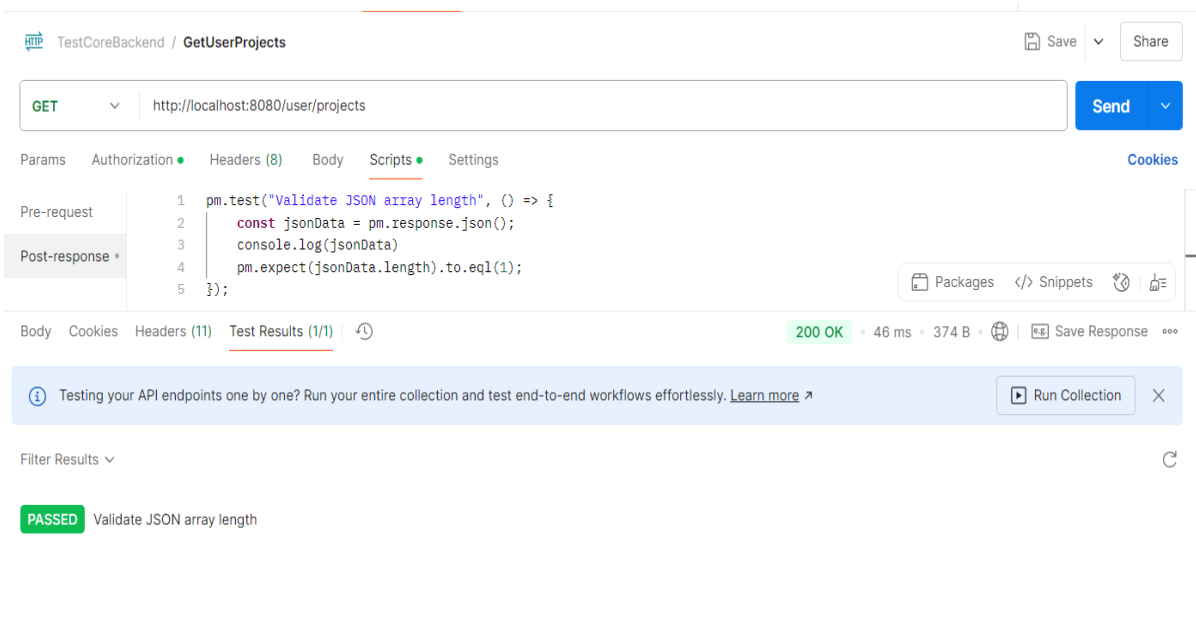 HTTP TestCoreBackend / GetUserProjects Save Share
GET http://localhost:8080/user/projects Send
Params Authorization Headers (8) Body Scripts Settings Cookies
Pre-request
Post-response
1 pm.test("Validate JSON array length", () => {
2 const jsonData = pm.response.json();
3 console.log(jsonData)
4 pm.expect(jsonData.length).to.eql(1);
5 });
Packages </> Snippets
Body Cookies Headers (11) Test Results (1/1) 200 OK 46 ms 374 B e.g. Save Response
Testing your API endpoints one by one? Run your entire collection and test end-to-end workflows effortlessly. Learn more Run Collection
Filter Results
PASSED Validate JSON array length